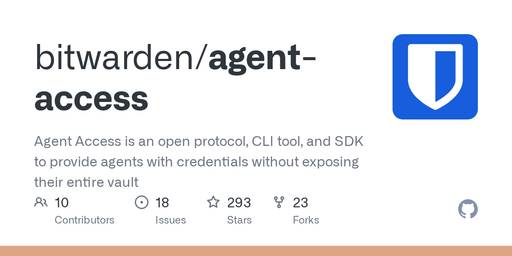 bitwarden/agent-
access
Agent Access is an open protocol, CLI tool, and SDK
to provide agents with credentials without exposing
their entire vault
10
Contributors
18
Issues
293
Stars
23
Forks